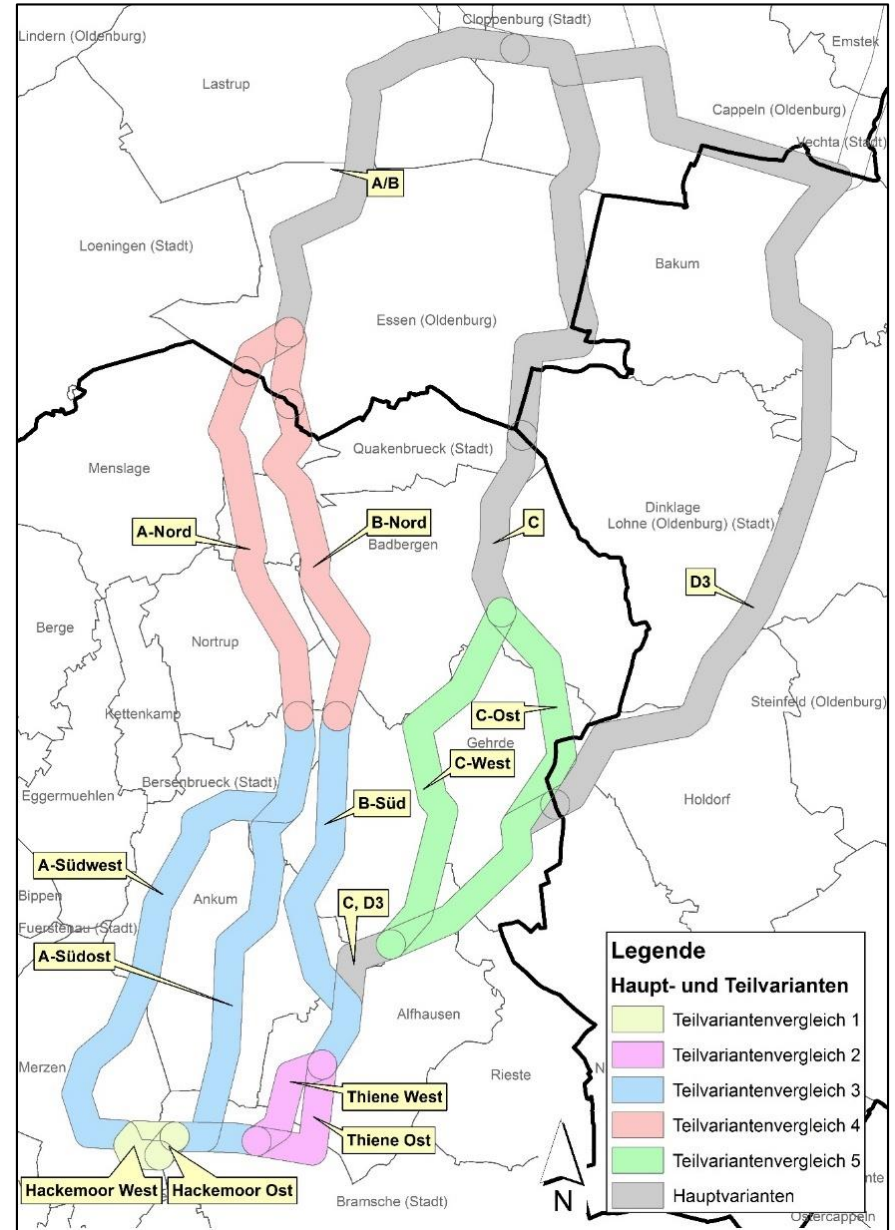 Cloppenburg (Stadt)
Lindern (Oldenburg)
Emstek
Lastrup
Cappeln (Oldenburg)
Vechta (Stadt)
A/B
Loeningen (Stadt)
Bakum
Essen (Oldenburg)
Quakenbrueck (Stadt)
Menslage
Dinklage
Lohne (Oldenburg) (Stadt)
A-Nord
B-Nord
C
Badbergen
D3
Berge
Nortrup
Steinfeld (Oldenburg)
Kettenkamp
C-Ost
Gehrde
C-West
Bersenbrueck (Stadt)
Eggermuehlen
B-Süd
Holdorf
A-Südwest
Bippen
Ankum
C, D3
Fuerstenau (Stadt)
A-Südost
Alfhausen
Merzen
Rieste
N
Thiene West
Thiene Ost
Hackemoor West
Hackemoor Ost
Bramsche (Stadt)
N
Legende
Haupt- und Teilvarianten
Teilvariantenvergleich 1
Teilvariantenvergleich 2
Teilvariantenvergleich 3
Teilvariantenvergleich 4
Teilvariantenvergleich 5
Hauptvarianten
nte
Ostercappeln